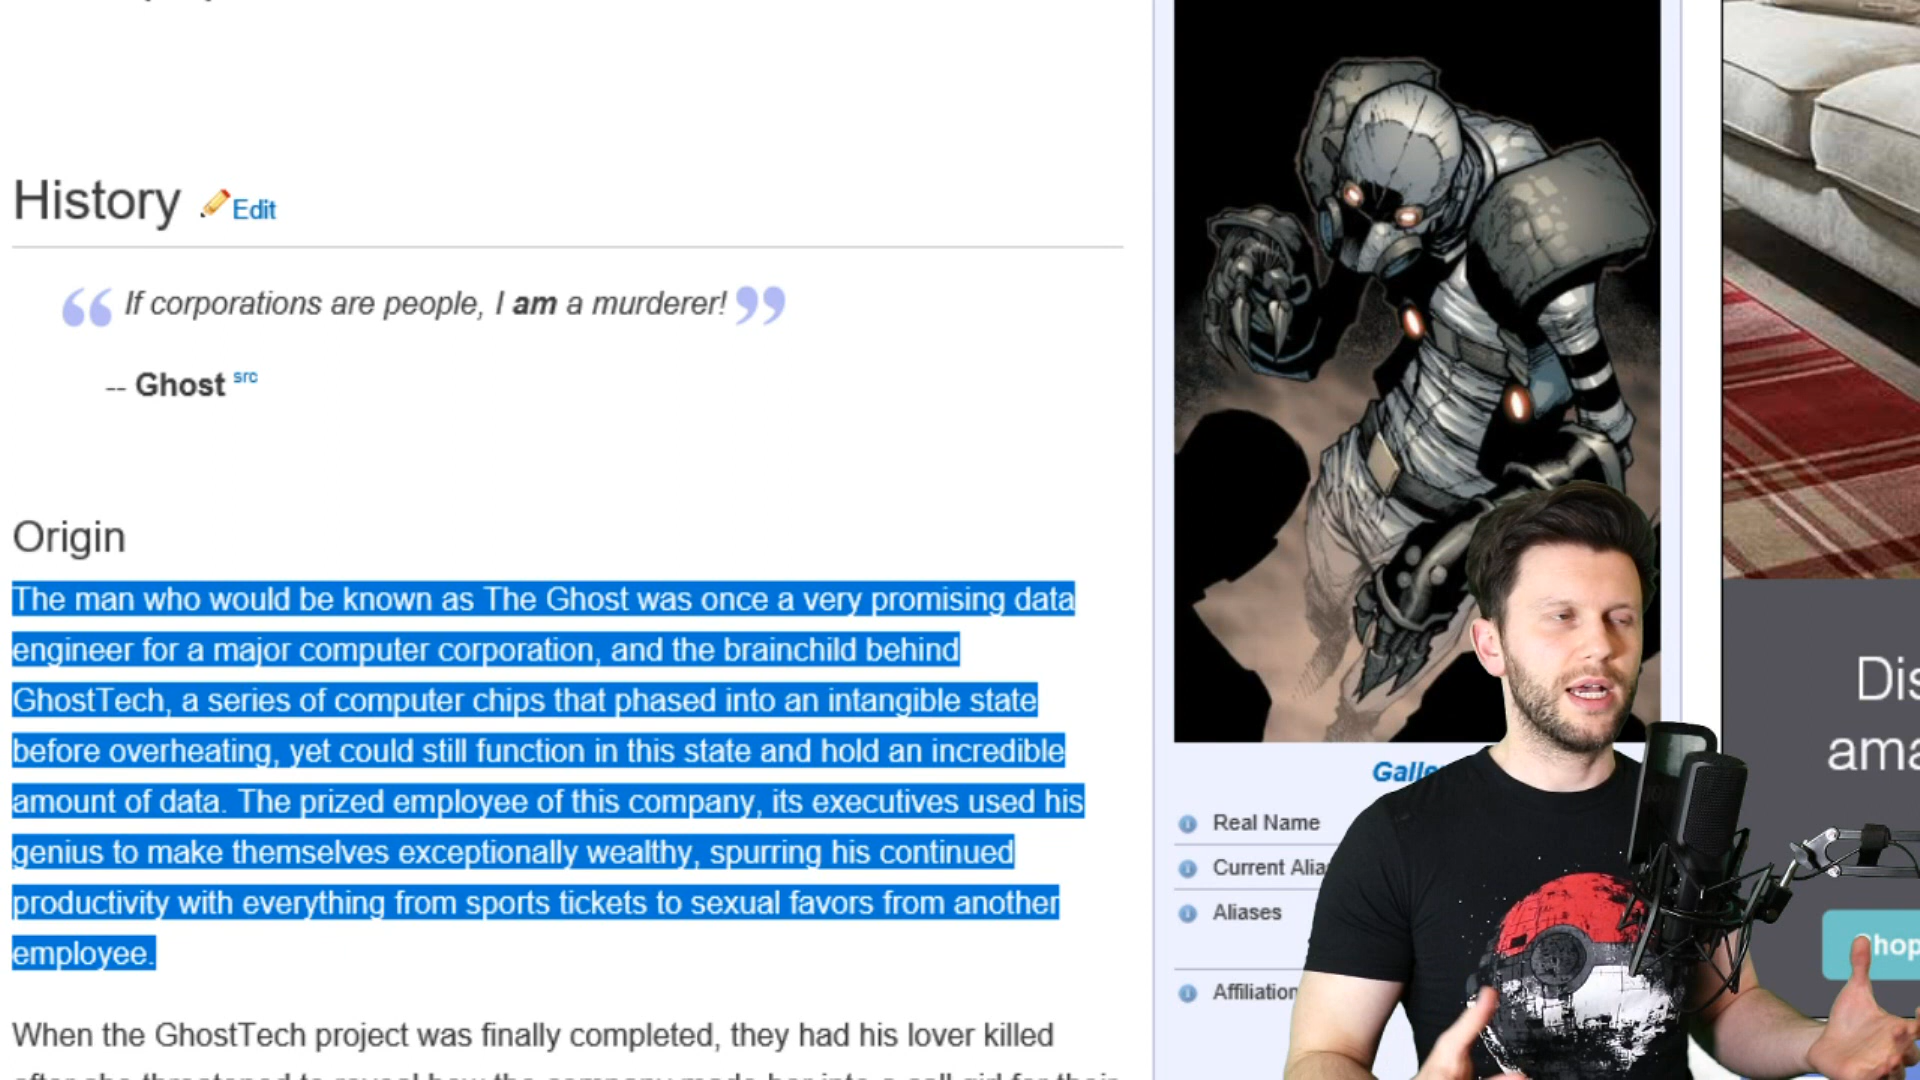 History Edit
If corporations are people, I am a murderer!
-- Ghost src
Origin
The man who would be known as The Ghost was once a very promising data
engineer for a major computer corporation, and the brainchild behind
GhostTech, a series of computer chips that phased into an intangible state
before overheating, yet could still function in this state and hold an incredible
amount of data. The prized employee of this company, its executives used his
genius to make themselves exceptionally wealthy, spurring his continued
productivity with everything from sports tickets to sexual favors from another
employee.
When the GhostTech project was finally completed, they had his lover killed
Real Name
Current
Aliases
Affiliation